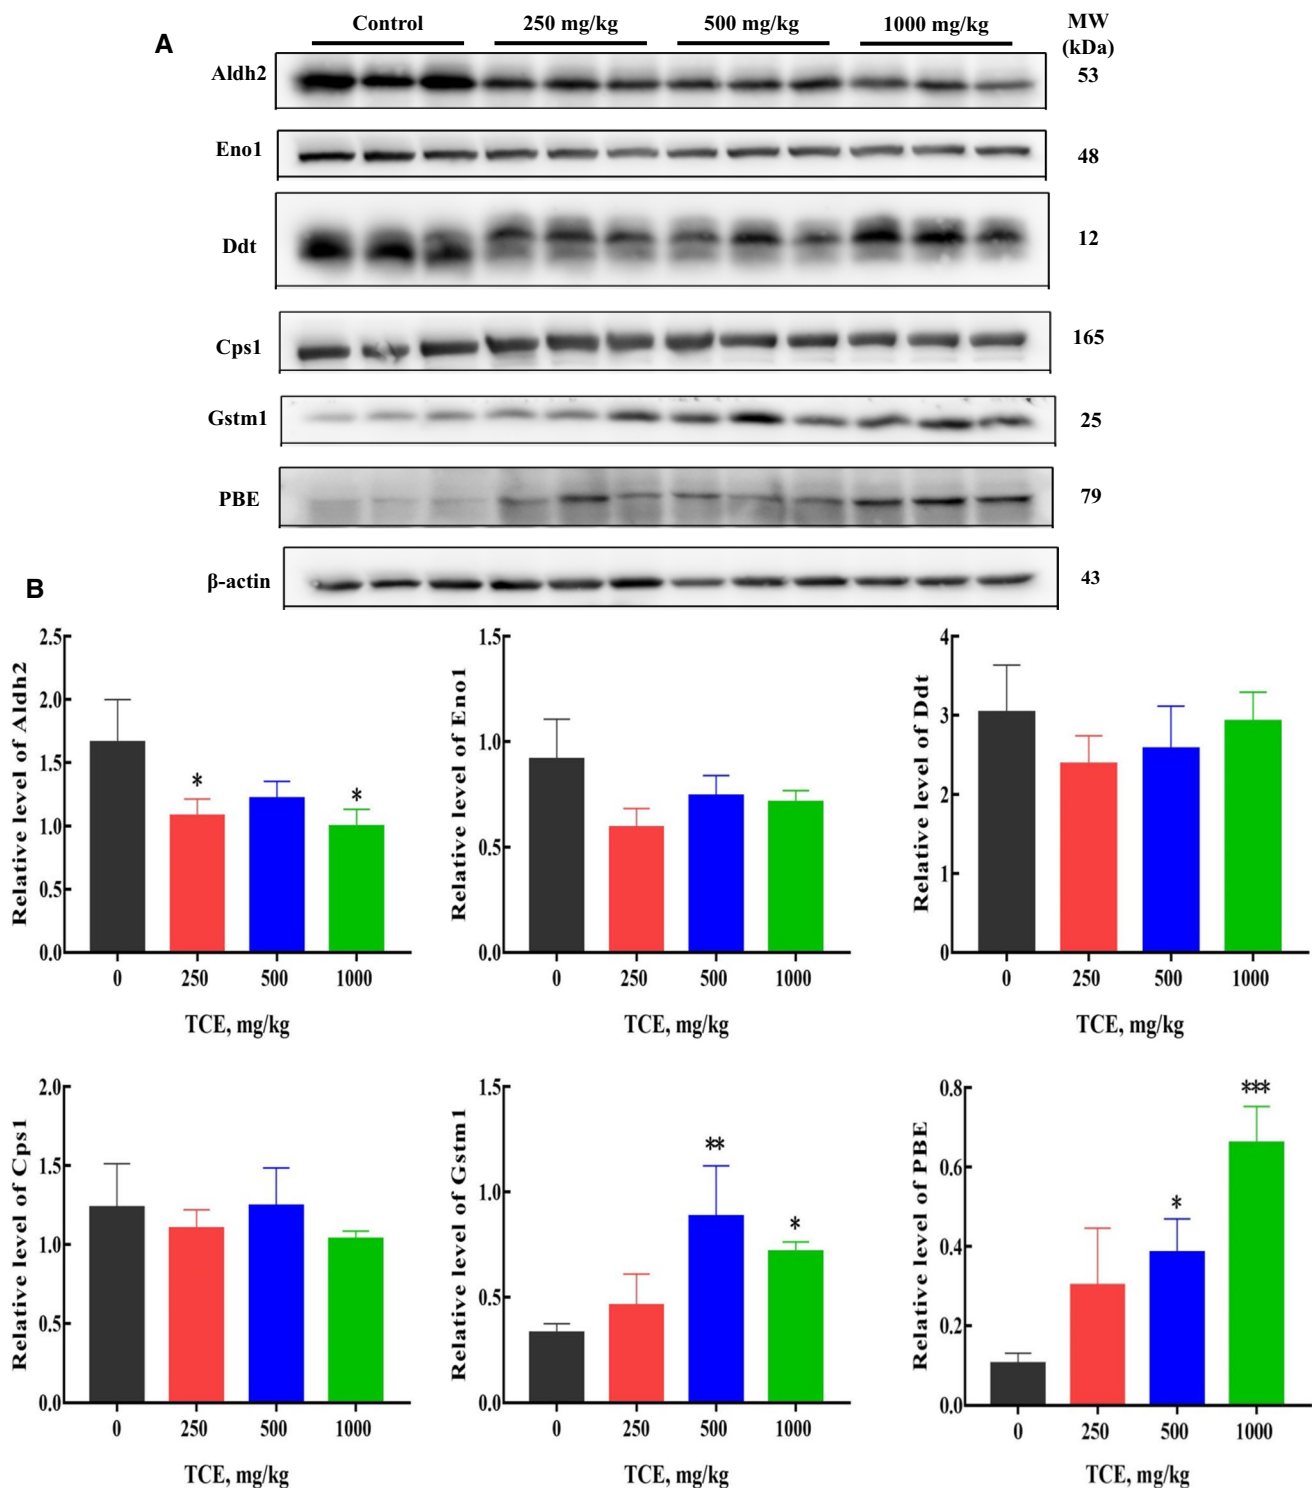 A
Control 250 mg/kg 500 mg/kg 1000 mg/kg MW
(kDa)
Aldh2 53
Eno1 48
Ddt 12
Cps1 165
Gstm1 25
PBE 79
β-actin 43
B
Relative level of Aldh2
2.5
2.0
1.5
1.0
0.5
0.0
* *
0 250 500 1000
TCE, mg/kg
Relative level of Eno1
1.5
1.0
0.5
0.0
0 250 500 1000
TCE, mg/kg
Relative level of Ddt
4
3
2
1
0
0 250 500 1000
TCE, mg/kg
Relative level of Cps1
2.0
1.5
1.0
0.5
0.0
0 250 500 1000
TCE, mg/kg
Relative level of Gstm1
1.5
1.0
0.5
0.0
** *
0 250 500 1000
TCE, mg/kg
Relative level of PBE
0.8
0.6
0.4
0.2
0.0
* ***
0 250 500 1000
TCE, mg/kg